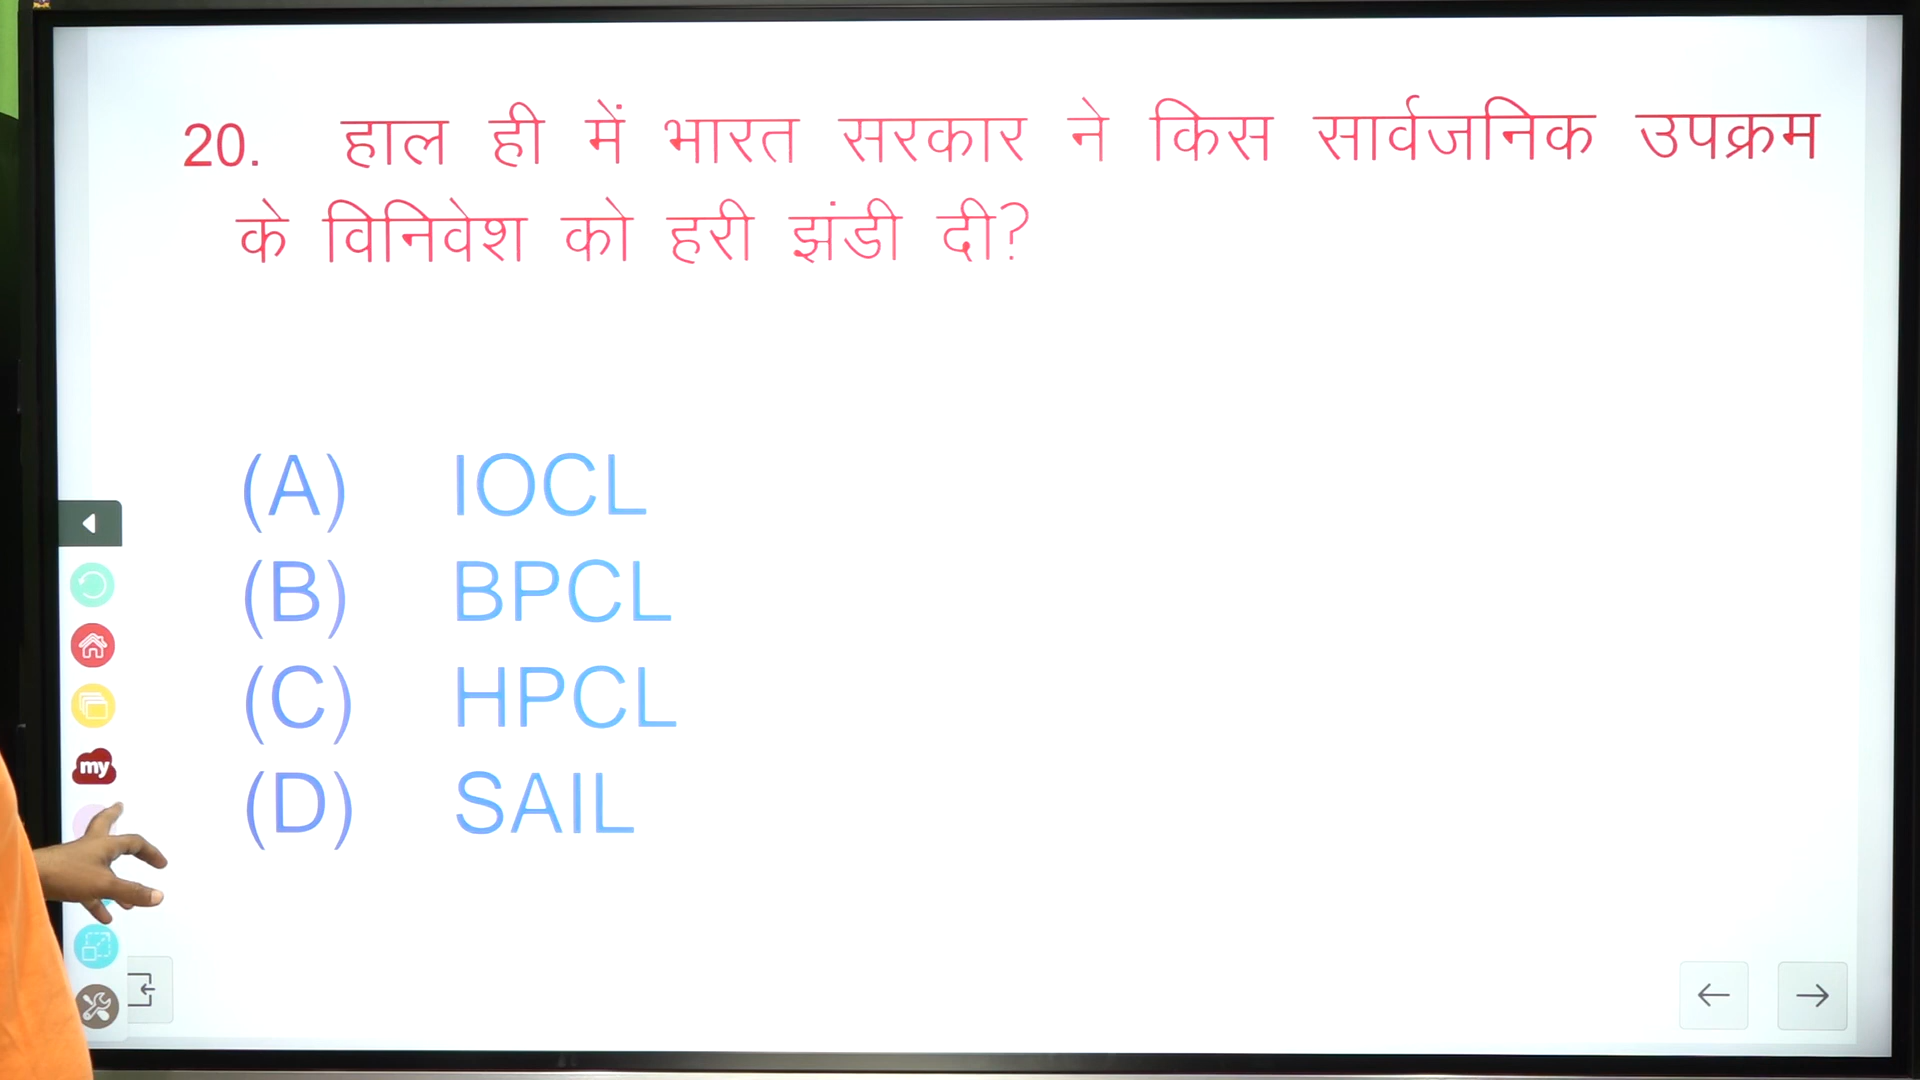 20. हाल ही में भारत सरकार ने किस सार्वजनिक उपक्रम
के विनिवेश को हरी झंडी दी?
(A) IOCL
(B) BPCL
(C) HPCL
my
(D) SAIL